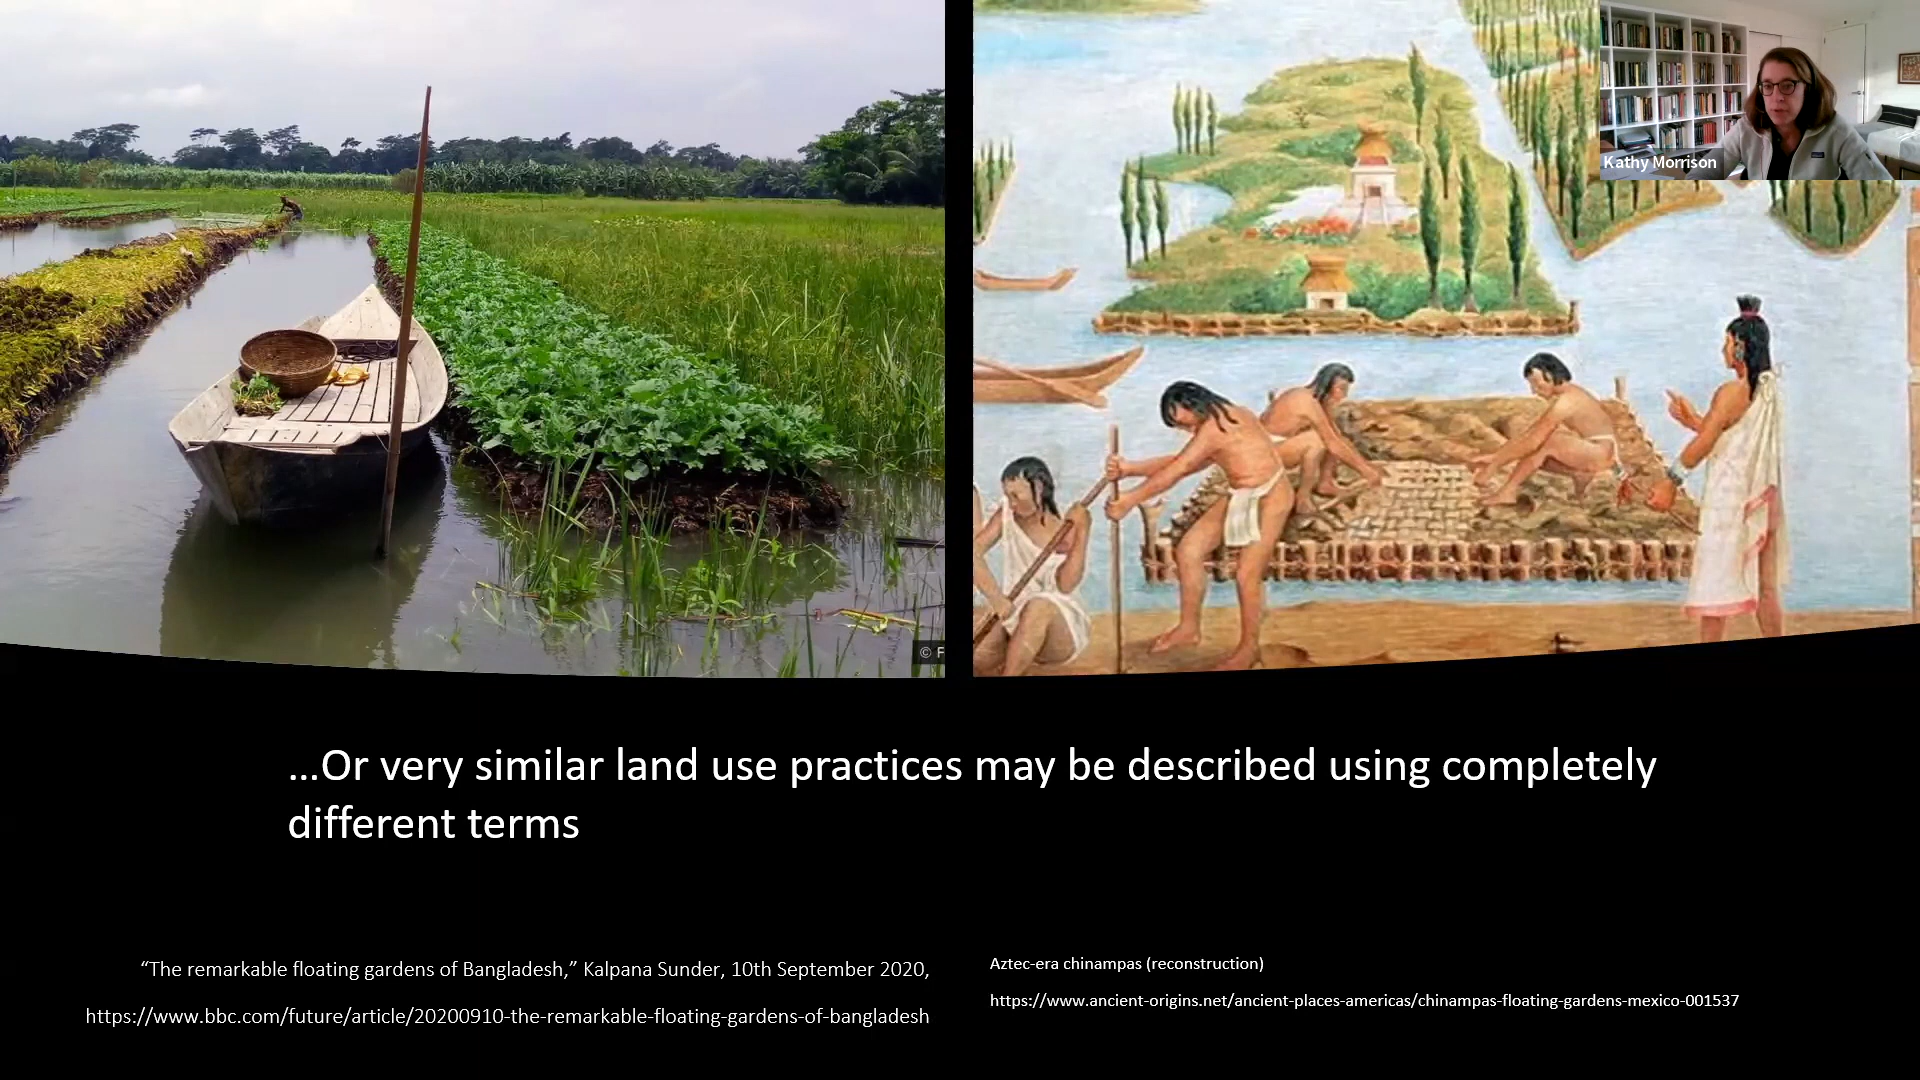 Kathy Morrison
© F
...Or very similar land use practices may be described using completely
different terms
“The remarkable floating gardens of Bangladesh,” Kalpana Sunder, 10th September 2020,
https://www.bbc.com/future/article/20200910-the-remarkable-floating-gardens-of-bangladesh
Aztec-era chinampas (reconstruction)
https://www.ancient-origins.net/ancient-places-americas/chinampas-floating-gardens-mexico-001537